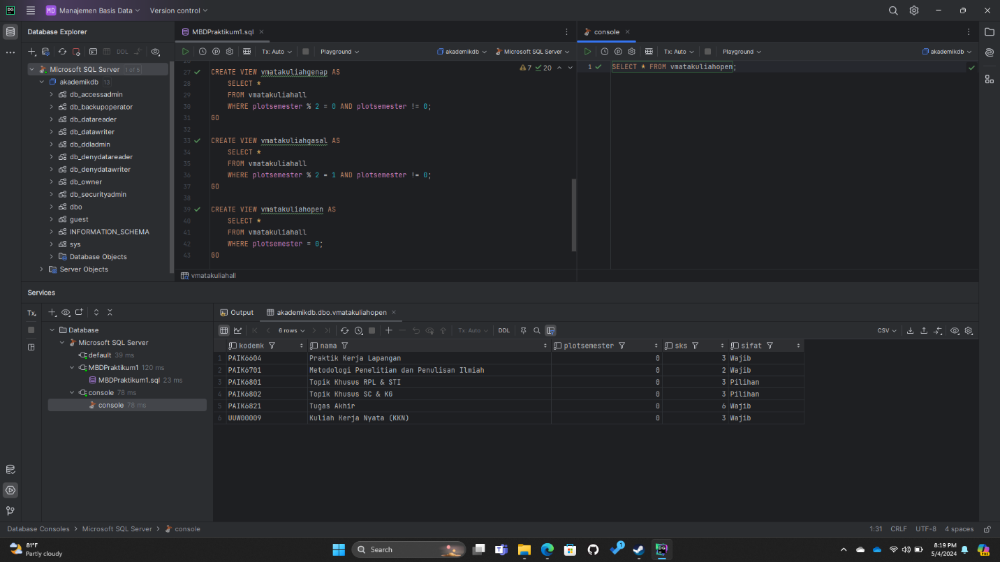 DG
MD Manajemen Basis Data
Version control
Database Explorer
MBDPraktikum1.sql
console
DDL
Tx: Auto
Playground
akademikdb
Microsoft SQL Server
Tx: Auto
Playground
akademikdb
Microsoft SQL Server 1 of 5
akademikdb 13
db_accessadmin
db_backupoperator
db_datareader
db_datawriter
db_ddladmin
db_denydatareader
db_denydatawriter
db_owner
db_securityadmin
dbo
guest
INFORMATION_SCHEMA
sys
Database Objects
Server Objects
7 20
27 CREATE VIEW vmatakuliahgenap AS
28 SELECT *
29 FROM vmatakuliahall
30 WHERE plotsemester % 2 = 0 AND plotsemester != 0;
31 GO
32
33 CREATE VIEW vmatakuliahgasal AS
34 SELECT *
35 FROM vmatakuliahall
36 WHERE plotsemester % 2 = 1 AND plotsemester != 0;
37 GO
38
39 CREATE VIEW vmatakuliahopen AS
40 SELECT *
41 FROM vmatakuliahall
42 WHERE plotsemester = 0;
43 GO
vmatakuliahall
1 SELECT * FROM vmatakuliahopen;
Services
Tx
Database
Microsoft SQL Server
default 39 ms
MBDPraktikum1 120 ms
MBDPraktikum1.sql 23 ms
console 78 ms
console 78 ms
Output
akademikdb.dbo.vmatakuliahopen
6 rows
Tx: Auto
DDL
CSV
kodemk nama plotsemester sks sifat
1 PAIK6604 Praktik Kerja Lapangan 0 3 Wajib
2 PAIK6701 Metodologi Penelitian dan Penulisan Ilmiah 0 2 Wajib
3 PAIK6801 Topik Khusus RPL & STI 0 3 Pilihan
4 PAIK6802 Topik Khusus SC & KG 0 3 Pilihan
5 PAIK6821 Tugas Akhir 0 6 Wajib
6 UUW00009 Kuliah Kerja Nyata (KKN) 0 3 Wajib
Database Consoles > Microsoft SQL Server > console
1:31 CRLF UTF-8 4 spaces
81°F
Partly cloudy
Search
1
DG
8:19 PM
5/4/2024